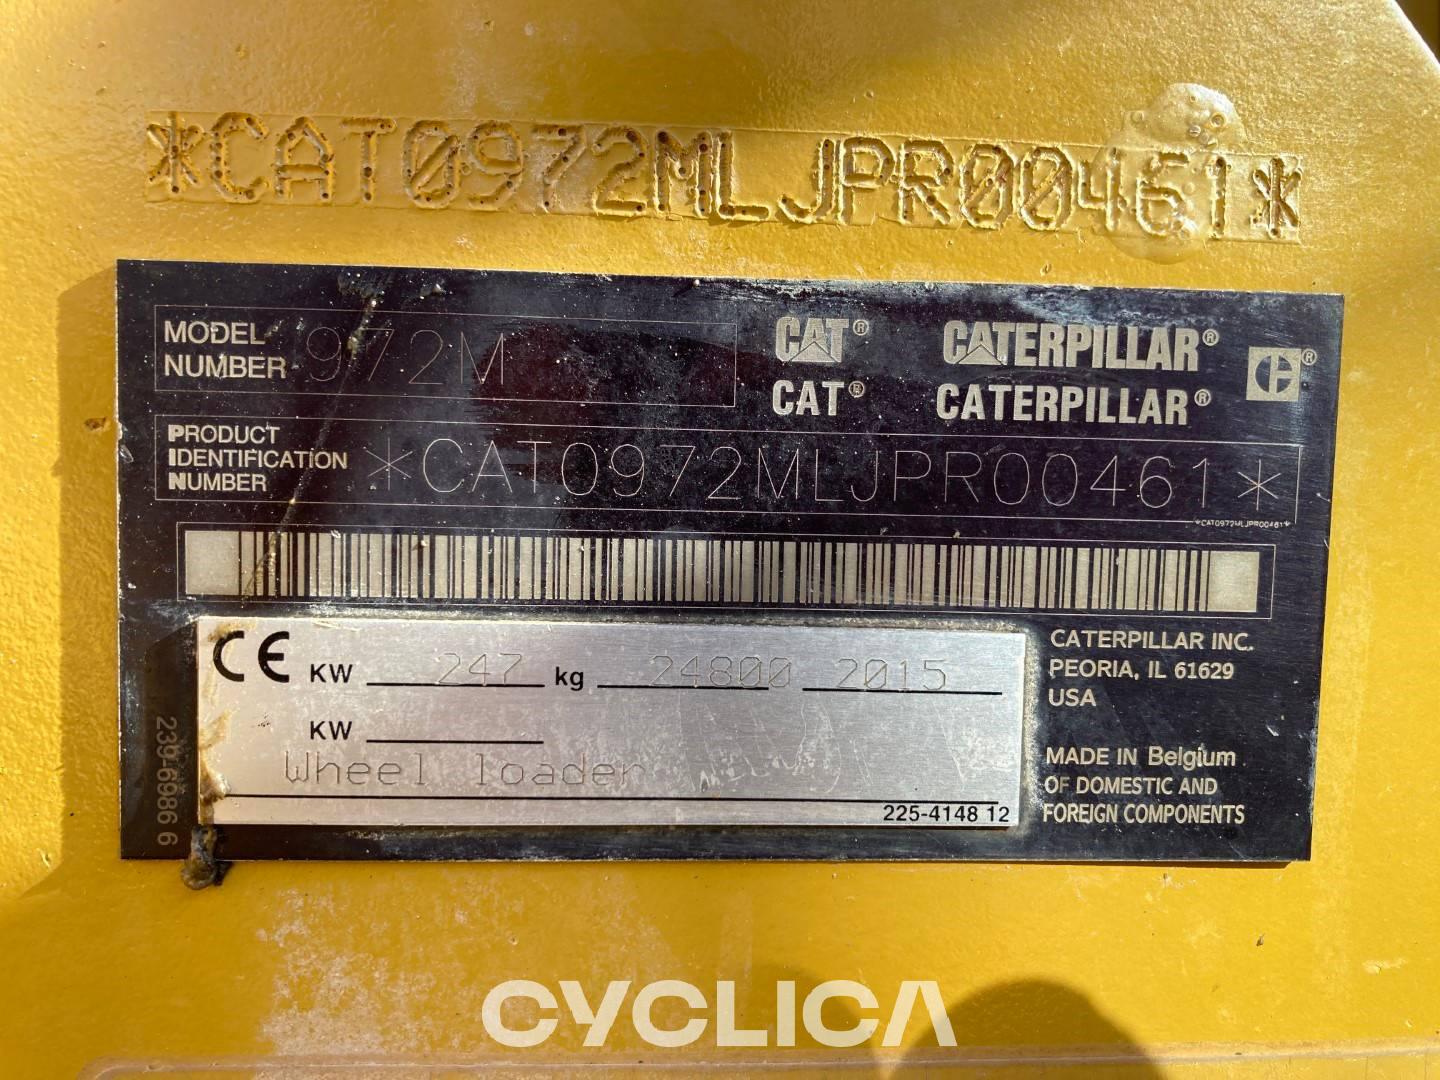 *CAT0972MLJPR00461*
MODEL NUMBER 972M
CAT® CATERPILLAR®
CAT® CATERPILLAR®
PRODUCT IDENTIFICATION NUMBER *CAT0972MLJPR00461*
*CAT0972MLJPR00461*
CE KW 247 kg 24800 2015
KW
Wheel loader
225-4148 12
239-6986 6
CATERPILLAR INC.
PEORIA, IL 61629
USA
MADE IN Belgium
OF DOMESTIC AND
FOREIGN COMPONENTS
CYCLICA